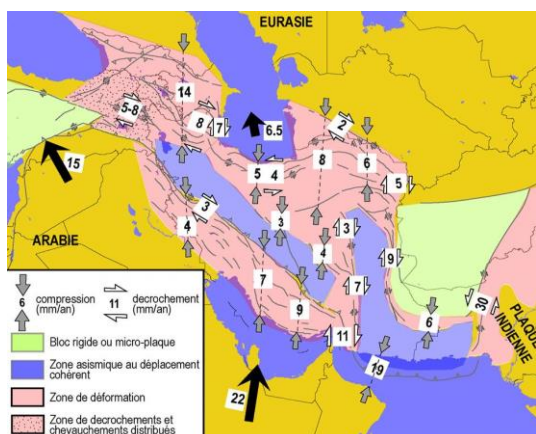 EURASIE
14
5-8
8
7
6.5
2
8
6
5
15
5
4
3
4
3
3
4
9
ARABIE
7
9
7
11
6
30
19
22
PLAQUE
INDIENNE
6
compression
(mm/an)
11
decrochement
(mm/an)
Bloc rigide ou micro-plaque
Zone asismique au déplacement
cohérent
Zone de déformation
Zone de decrochements et
chevauchements distribués